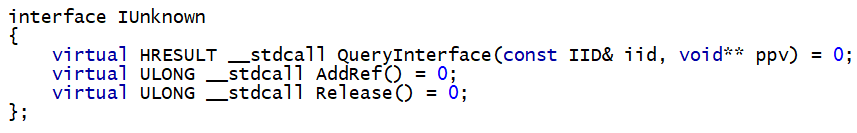 interface IUnknown
{
    virtual HRESULT __stdcall QueryInterface(const IID& iid, void** ppv) = 0;
    virtual ULONG __stdcall AddRef() = 0;
    virtual ULONG __stdcall Release() = 0;
};